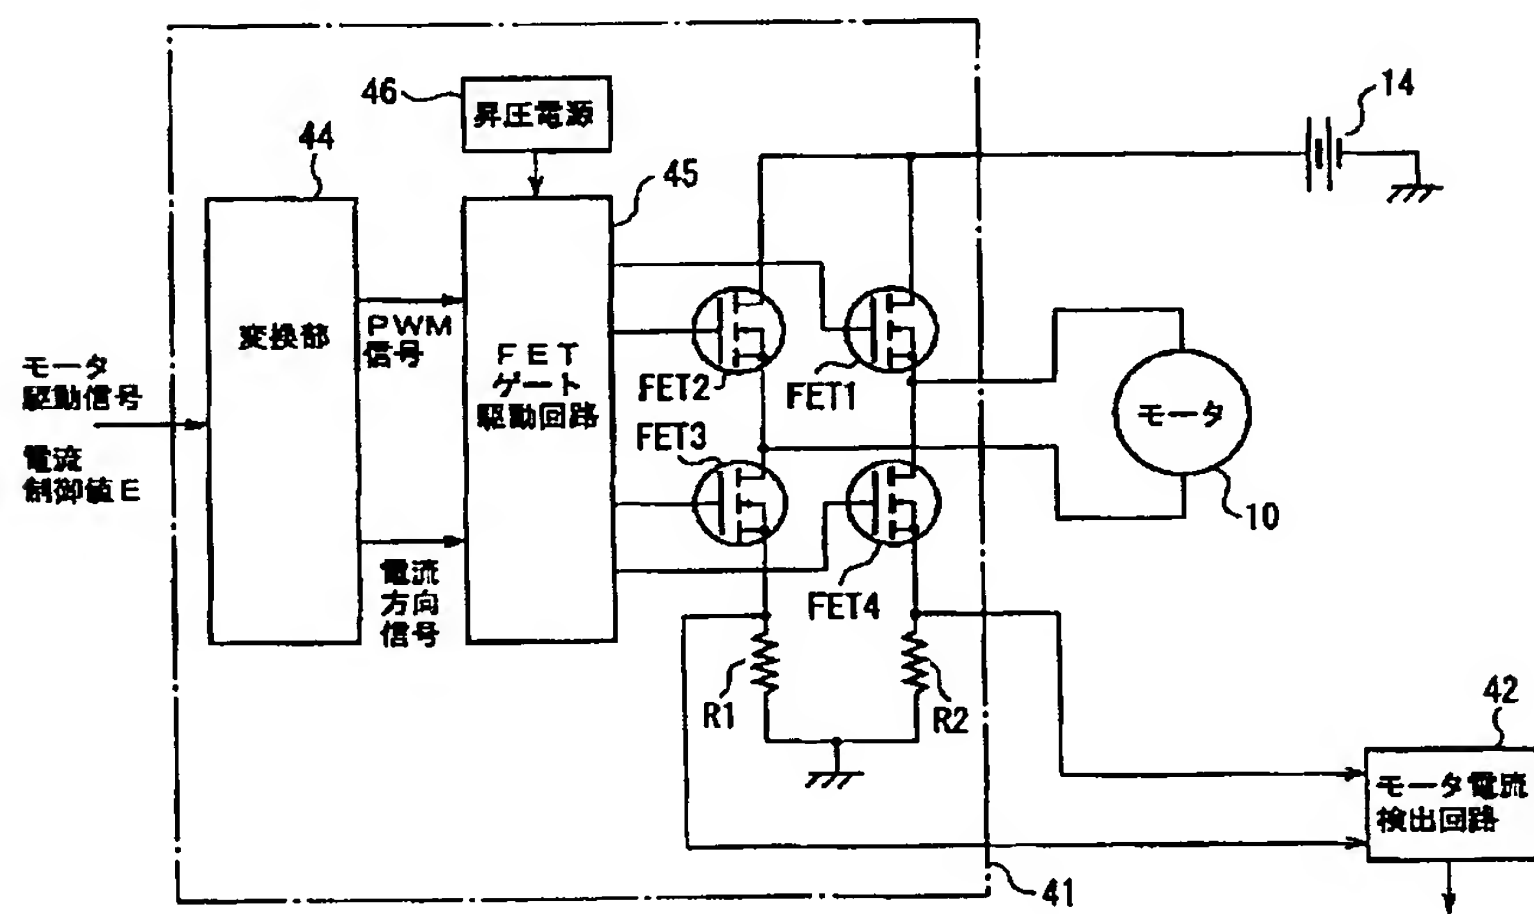 46
昇圧電源
14
44
45
変換部
PWM
信号
FET
ゲート
駆動回路
モータ
駆動信号
電流
制御値E
FET2
FET1
FET3
モータ
10
電流
方向
信号
FET4
R1
R2
42
モータ電流
検出回路
41